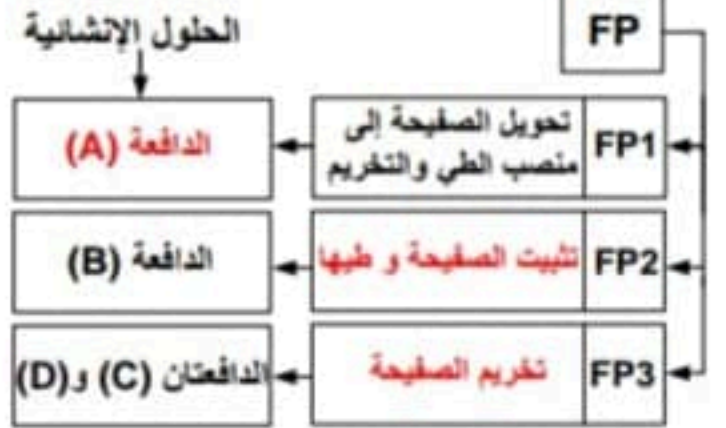 الحلول الإنشائية
FP
FP1
تحويل الصفيحة إلى
منصب الطي والتخريم
الدافعة (A)
FP2
تثبيت الصفيحة و طيها
الدافعة (B)
FP3
تخريم الصفيحة
الدافعتان (C) و(D)